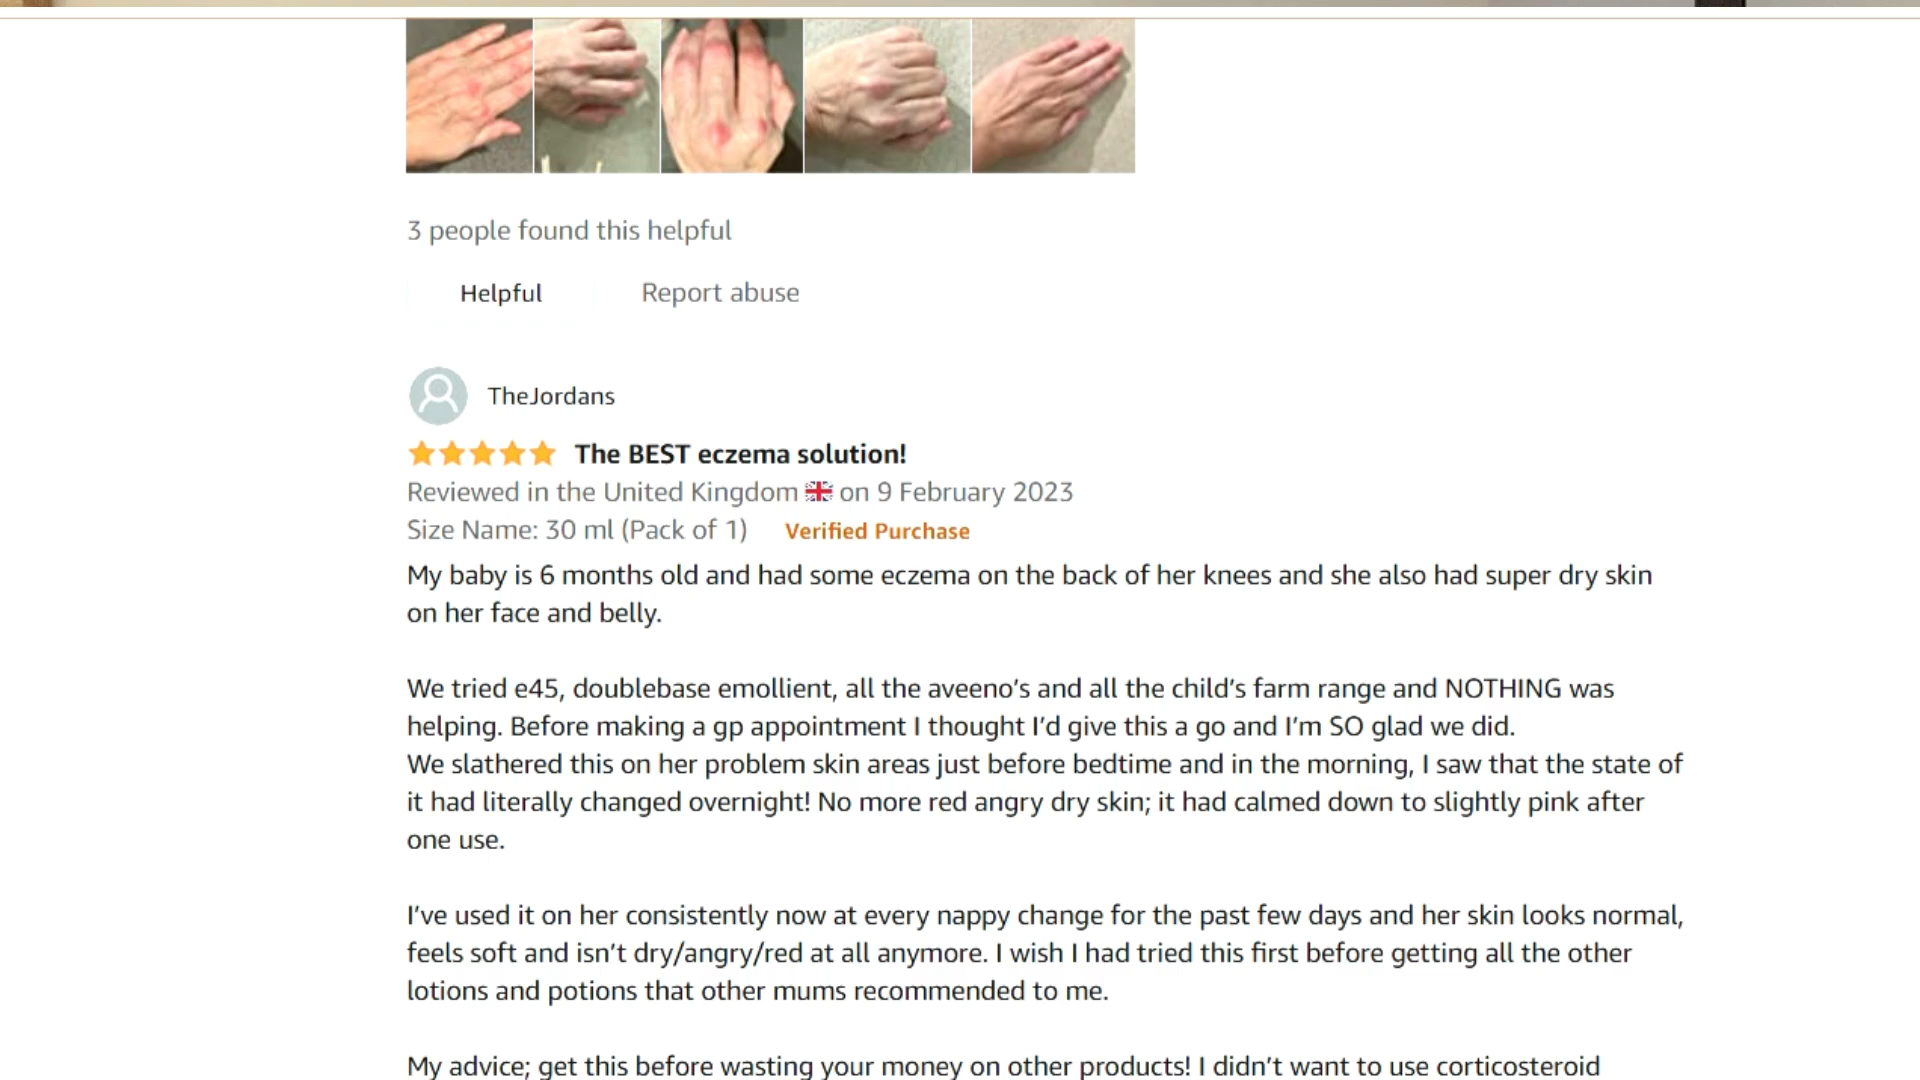 3 people found this helpful
Helpful
Report abuse
TheJordans
The BEST eczema solution!
Reviewed in the United Kingdom 🇬🇧 on 9 February 2023
Size Name: 30 ml (Pack of 1) Verified Purchase
My baby is 6 months old and had some eczema on the back of her knees and she also had super dry skin
on her face and belly.
We tried e45, doublebase emollient, all the aveeno’s and all the child’s farm range and NOTHING was
helping. Before making a gp appointment I thought I’d give this a go and I’m SO glad we did.
We slathered this on her problem skin areas just before bedtime and in the morning, I saw that the state of
it had literally changed overnight! No more red angry dry skin; it had calmed down to slightly pink after
one use.
I’ve used it on her consistently now at every nappy change for the past few days and her skin looks normal,
feels soft and isn’t dry/angry/red at all anymore. I wish I had tried this first before getting all the other
lotions and potions that other mums recommended to me.
My advice; get this before wasting your money on other products! I didn’t want to use corticosteroid